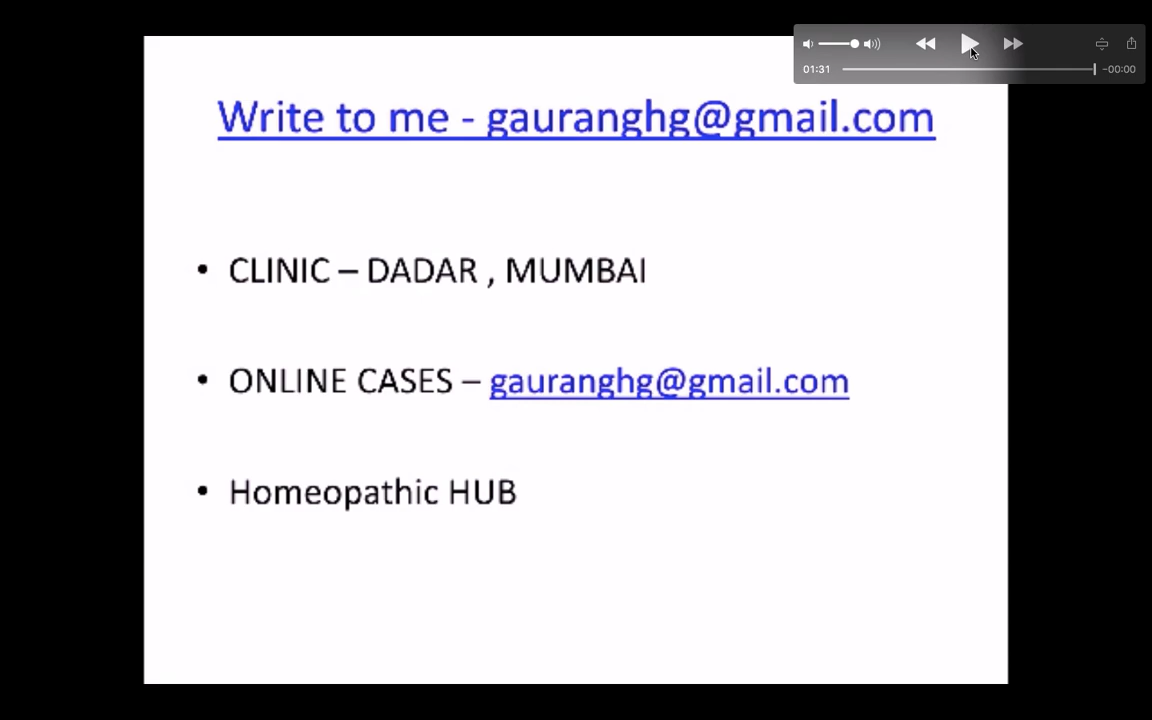 01:31
-00:00
Write to me - gauranghg@gmail.com
• CLINIC – DADAR , MUMBAI
• ONLINE CASES – gauranghg@gmail.com
• Homeopathic HUB